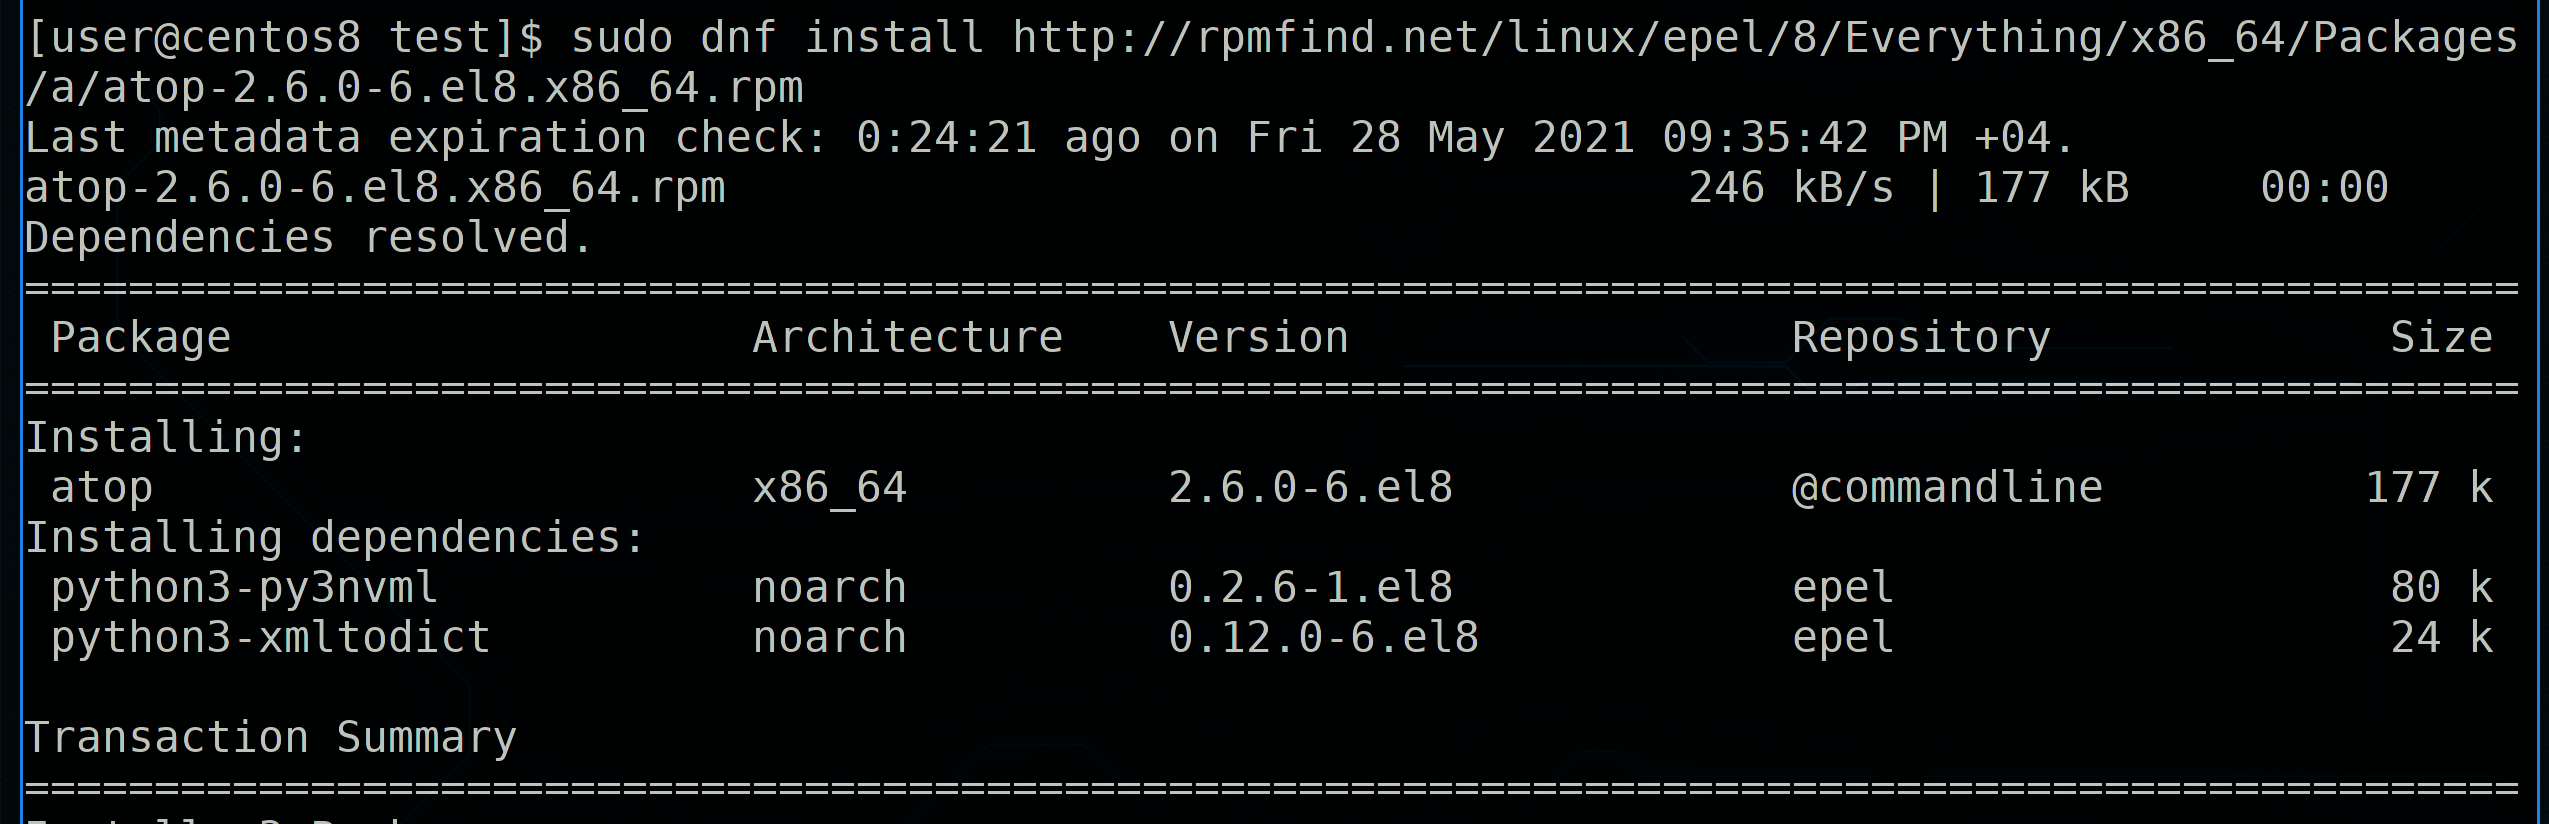 [user@centos8 test]$ sudo dnf install http://rpmfind.net/linux/epel/8/Everything/x86_64/Packages
/a/atop-2.6.0-6.el8.x86_64.rpm
Last metadata expiration check: 0:24:21 ago on Fri 28 May 2021 09:35:42 PM +04.
atop-2.6.0-6.el8.x86_64.rpm                                     246 kB/s | 177 kB     00:00
Dependencies resolved.
================================================================================================
 Package                    Architecture    Version                 Repository             Size
================================================================================================
Installing:
 atop                       x86_64          2.6.0-6.el8             @commandline          177 k
Installing dependencies:
 python3-py3nvml            noarch          0.2.6-1.el8             epel                   80 k
 python3-xmltodict          noarch          0.12.0-6.el8            epel                   24 k

Transaction Summary
================================================================================================